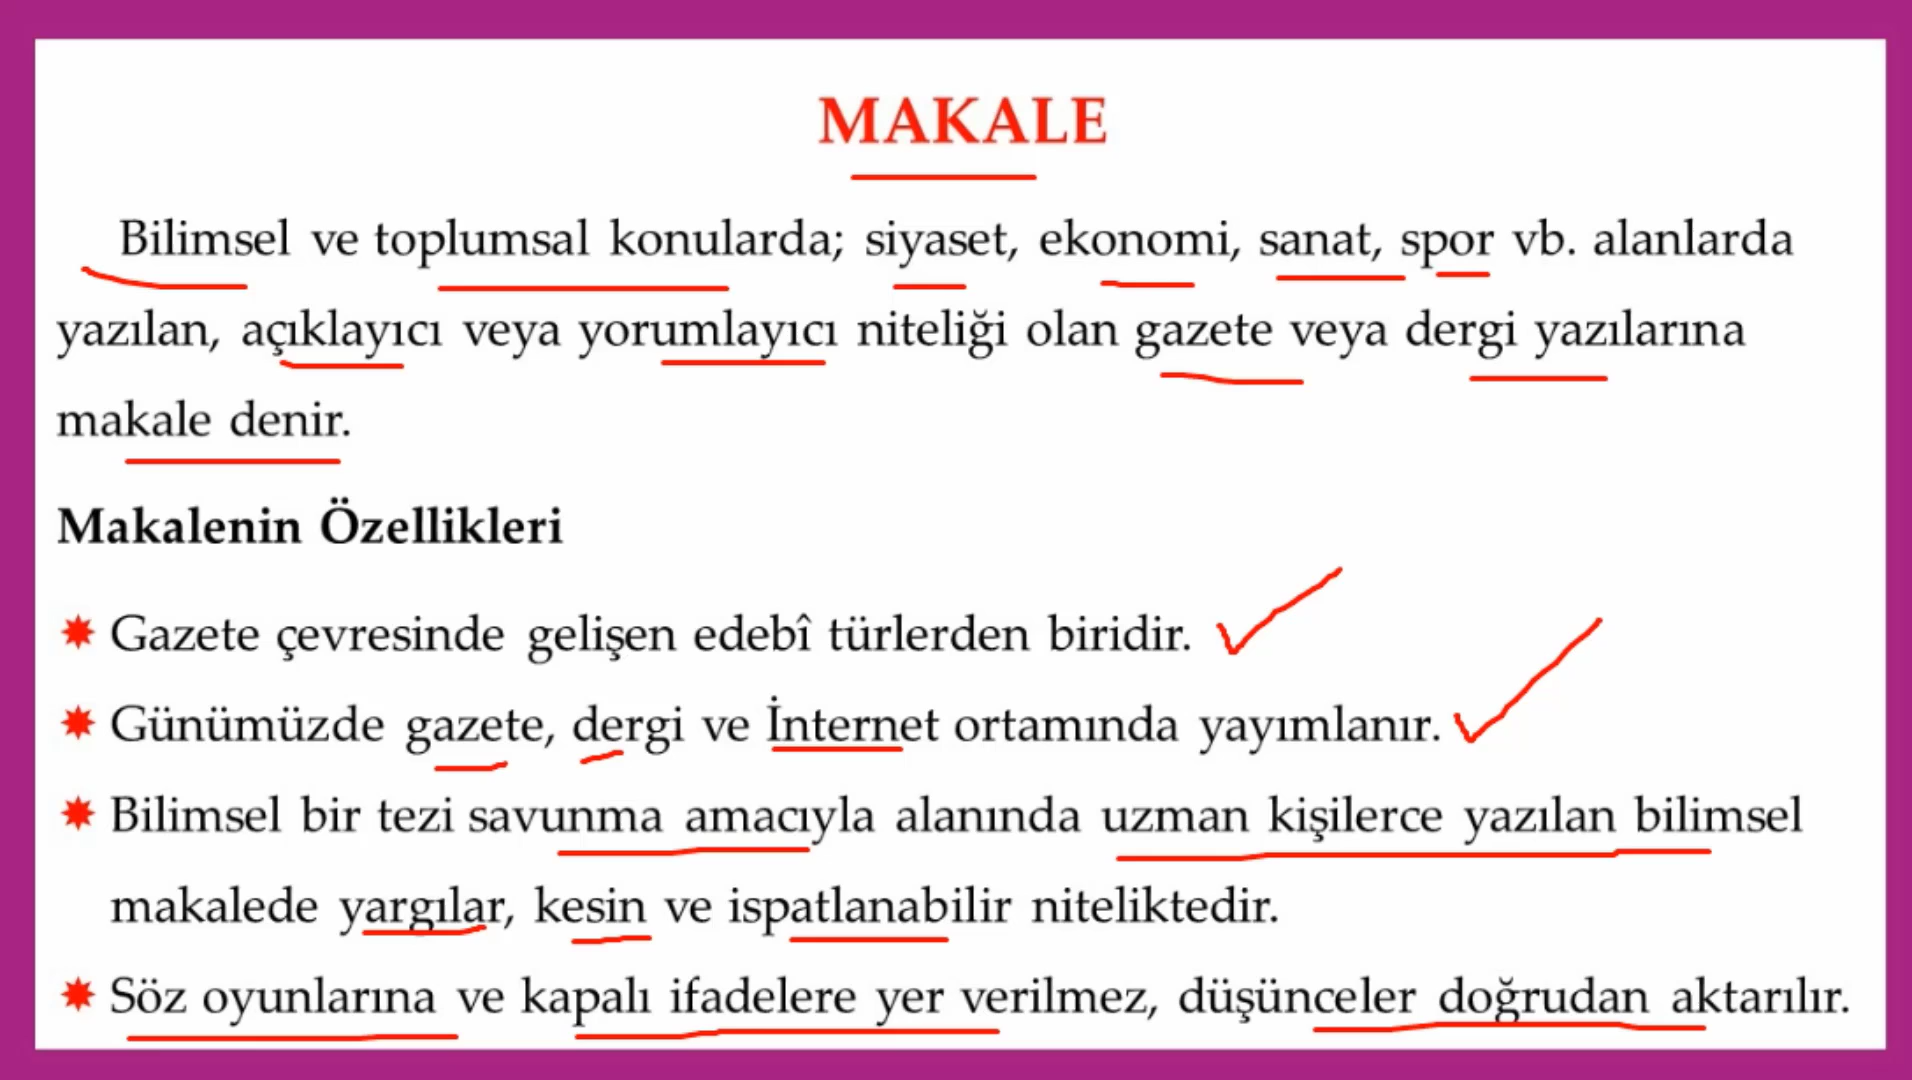 MAKALE
Bilimsel ve toplumsal konularda; siyaset, ekonomi, sanat, spor vb. alanlarda
yazılan, açıklayıcı veya yorumlayıcı niteliği olan gazete veya dergi yazılarına
makale denir.
Makalenin Özellikleri
✸ Gazete çevresinde gelişen edebî türlerden biridir.
✸ Günümüzde gazete, dergi ve İnternet ortamında yayımlanır.
✸ Bilimsel bir tezi savunma amacıyla alanında uzman kişilerce yazılan bilimsel
makalede yargılar, kesin ve ispatlanabilir niteliktedir.
✸ Söz oyunlarına ve kapalı ifadelere yer verilmez, düşünceler doğrudan aktarılır.